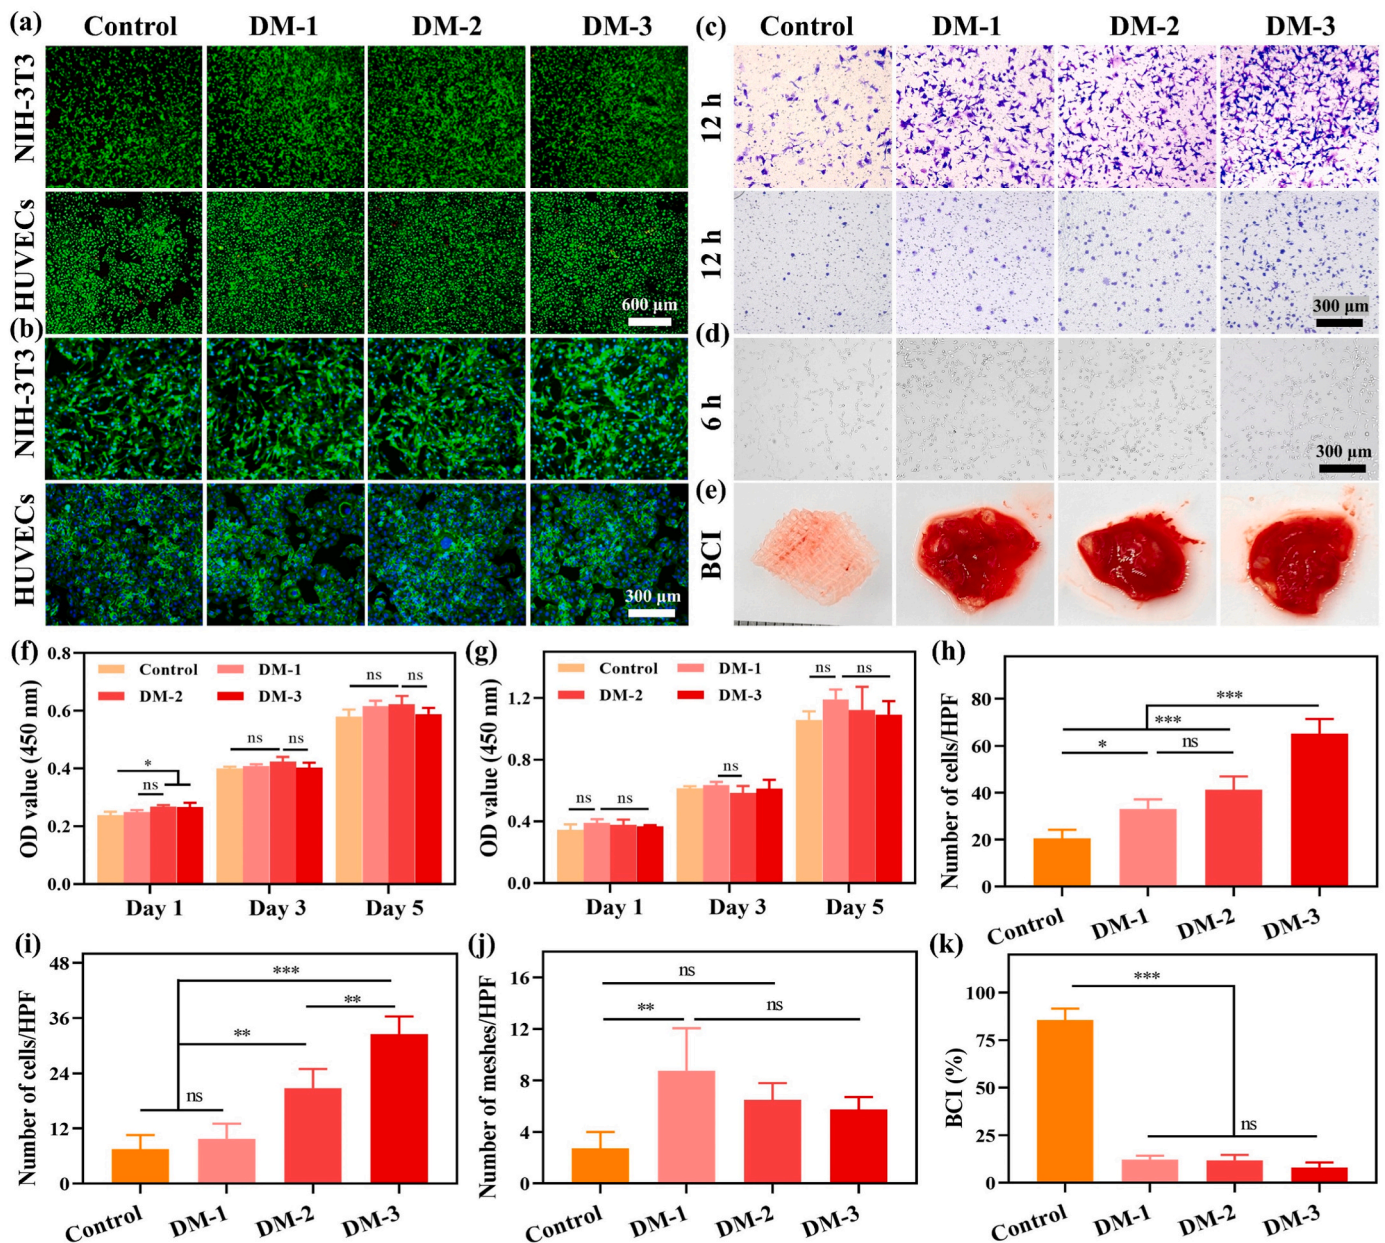 (a)
Control DM-1 DM-2 DM-3
NIH-3T3
HUVECs
600 μm
(b)
NIH-3T3
HUVECs
300 μm
(c)
Control DM-1 DM-2 DM-3
12 h
12 h
300 μm
(d)
6 h
300 μm
(e)
BCI
(f)
OD value (450 nm)
0.8
0.6
0.4
0.2
0.0
Control DM-1
DM-2 DM-3
*
ns
ns
ns
ns
ns
Day 1 Day 3 Day 5
(g)
OD value (450 nm)
1.2
0.8
0.4
0.0
Control DM-1
DM-2 DM-3
ns
ns
ns
ns
ns
Day 1 Day 3 Day 5
(h)
Number of cells/HPF
80
60
40
20
0
***
***
*
ns
Control DM-1 DM-2 DM-3
(i)
Number of cells/HPF
48
36
24
12
0
***
**
**
ns
Control DM-1 DM-2 DM-3
(j)
Number of meshes/HPF
16
12
8
4
0
ns
**
ns
Control DM-1 DM-2 DM-3
(k)
BCI (%)
100
75
50
25
0
***
ns
Control DM-1 DM-2 DM-3